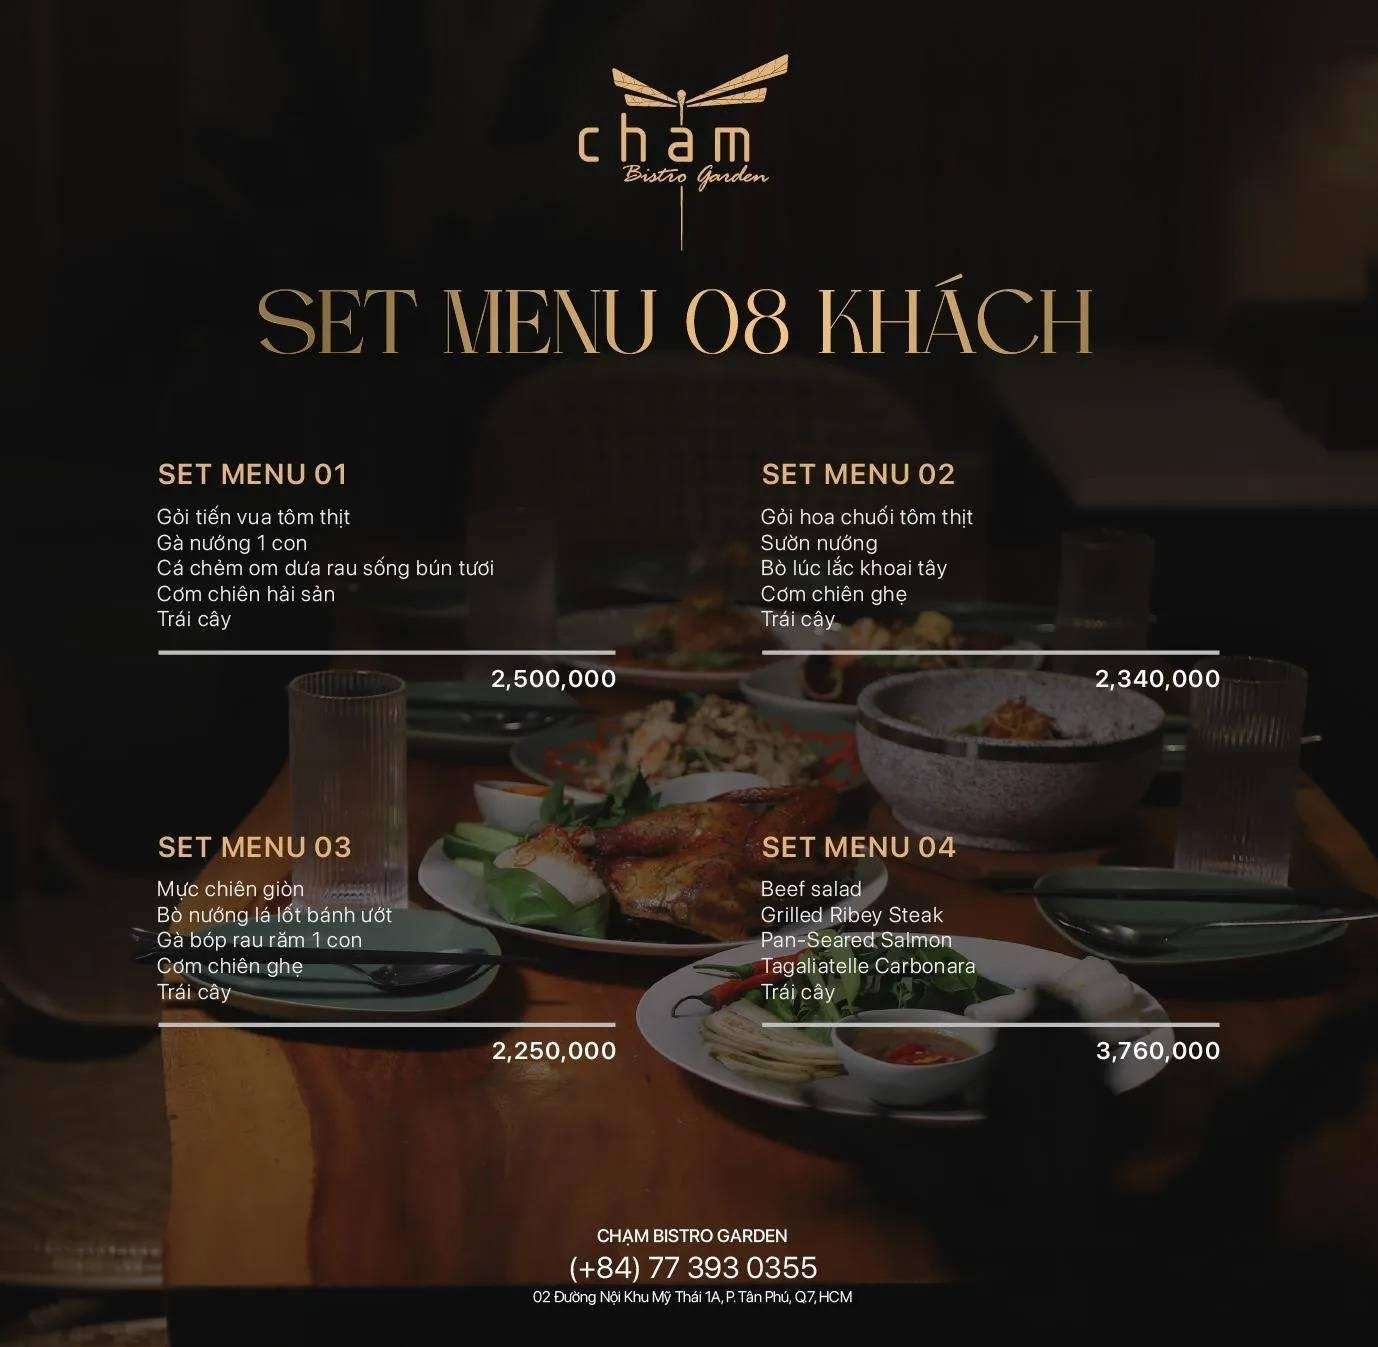 cham
Bistro Garden
SET MENU 08 KHÁCH
SET MENU 01
Gỏi tiến vua tôm thịt
Gà nướng 1 con
Cá chẻm om dưa rau sống bún tươi
Cơm chiên hải sản
Trái cây
2,500,000
SET MENU 02
Gỏi hoa chuối tôm thịt
Sườn nướng
Bò lúc lắc khoai tây
Cơm chiên ghẹ
Trái cây
2,340,000
SET MENU 03
Mực chiên giòn
Bò nướng lá lốt bánh ướt
Gà bóp rau răm 1 con
Cơm chiên ghẹ
Trái cây
2,250,000
SET MENU 04
Beef salad
Grilled Ribey Steak
Pan-Seared Salmon
Tagaliatelle Carbonara
Trái cây
3,760,000
CHẠM BISTRO GARDEN
(+84) 77 393 0355
02 Đường Nội Khu Mỹ Thái 1A, P. Tân Phú, Q.7, HCM